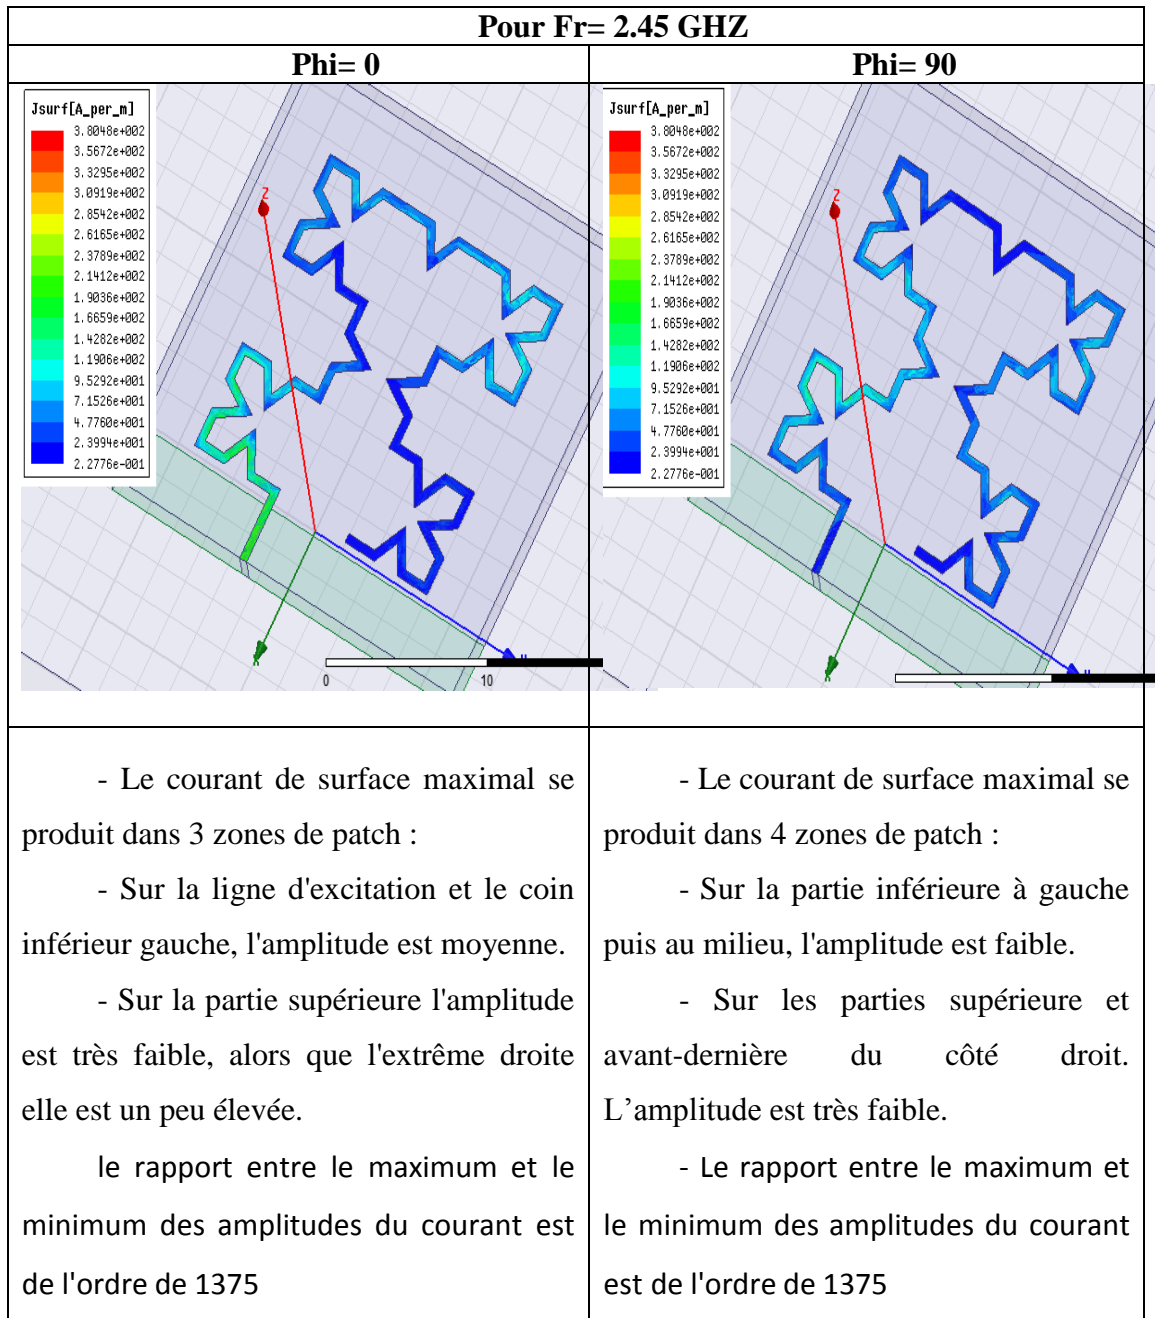 Pour Fr= 2.45 GHZ
Phi= 0
Phi= 90
Jsurf[A_per_m]
3.8048e+002
3.5672e+002
3.3295e+002
3.0919e+002
2.8542e+002
2.6165e+002
2.3789e+002
2.1412e+002
1.9036e+002
1.6659e+002
1.4282e+002
1.1906e+002
9.5292e+001
7.1526e+001
4.7760e+001
2.3994e+001
2.2776e-001
Z
0
10
Jsurf[A_per_m]
3.8048e+002
3.5672e+002
3.3295e+002
3.0919e+002
2.8542e+002
2.6165e+002
2.3789e+002
2.1412e+002
1.9036e+002
1.6659e+002
1.4282e+002
1.1906e+002
9.5292e+001
7.1526e+001
4.7760e+001
2.3994e+001
2.2776e-001
Z
- Le courant de surface maximal se
produit dans 3 zones de patch :
- Sur la ligne d'excitation et le coin
inférieur gauche, l'amplitude est moyenne.
- Sur la partie supérieure l'amplitude
est très faible, alors que l'extrême droite
elle est un peu élevée.
le rapport entre le maximum et le
minimum des amplitudes du courant est
de l'ordre de 1375
- Le courant de surface maximal se
produit dans 4 zones de patch :
- Sur la partie inférieure à gauche
puis au milieu, l'amplitude est faible.
- Sur les parties supérieure et
avant-dernière du côté droit.
L’amplitude est très faible.
- Le rapport entre le maximum et
le minimum des amplitudes du courant
est de l'ordre de 1375